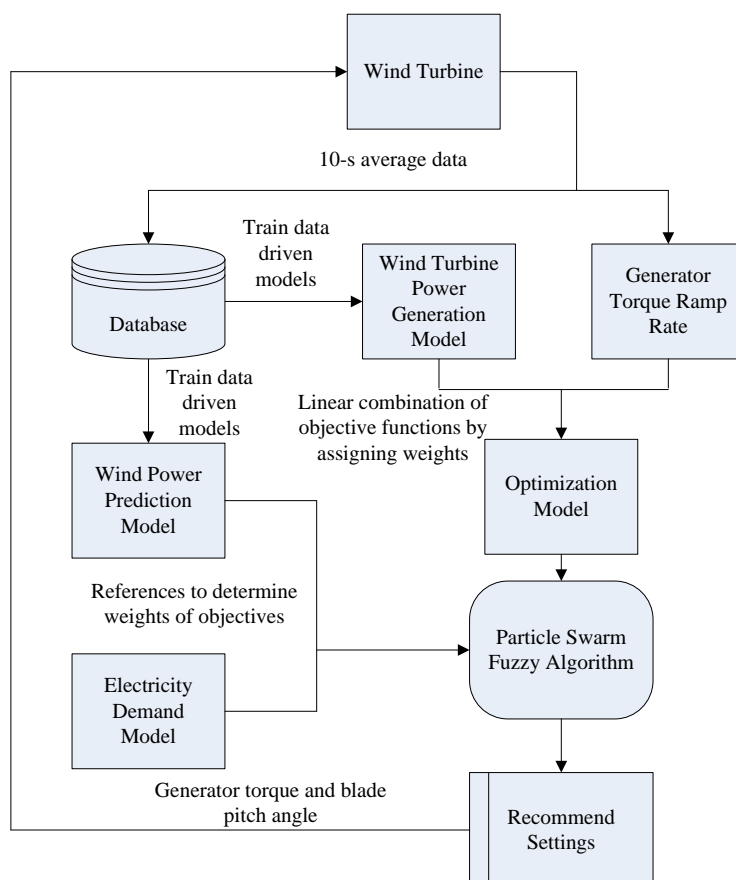 Wind Turbine
10-s average data
Train data
driven
models
Database
Wind Turbine
Power
Generation
Model
Generator
Torque Ramp
Rate
Train data
driven
models
Linear combination of
objective functions by
assigning weights
Wind Power
Prediction
Model
Optimization
Model
References to determine
weights of objectives
Particle Swarm
Fuzzy Algorithm
Electricity
Demand
Model
Generator torque and blade
pitch angle
Recommend
Settings